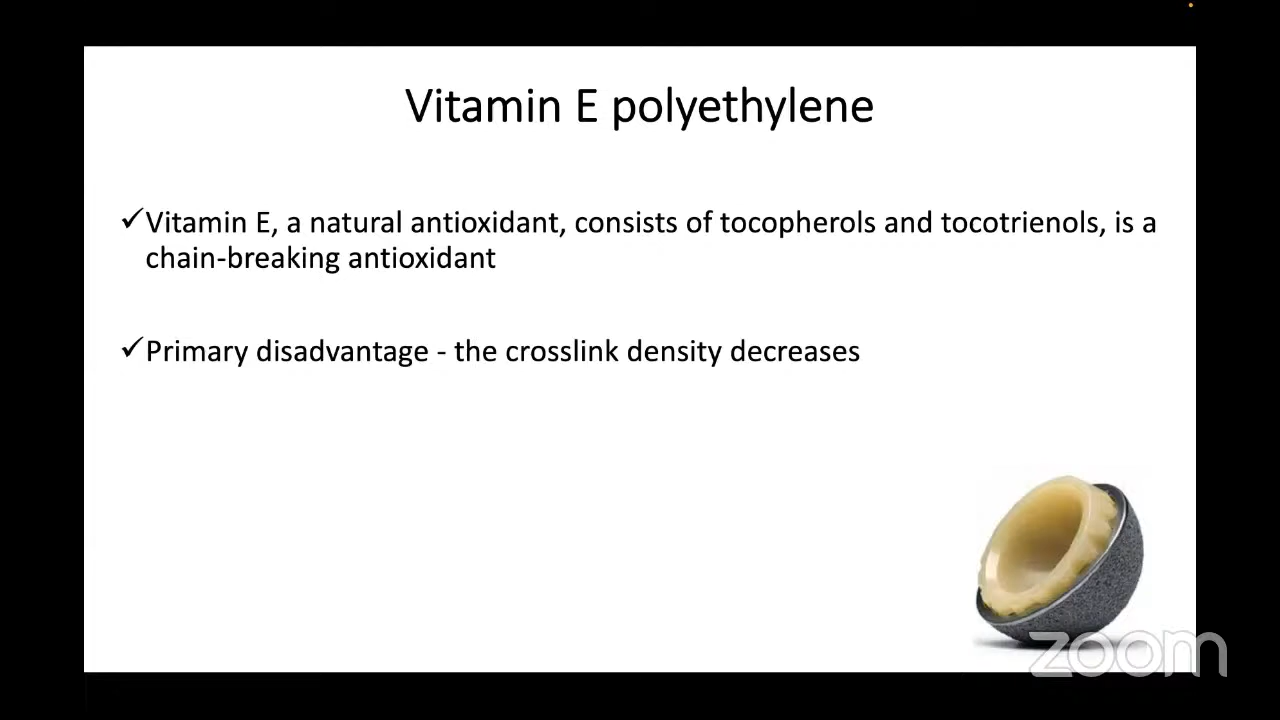 Vitamin E polyethylene
✓Vitamin E, a natural antioxidant, consists of tocopherols and tocotrienols, is a
chain-breaking antioxidant
✓Primary disadvantage - the crosslink density decreases
zoom